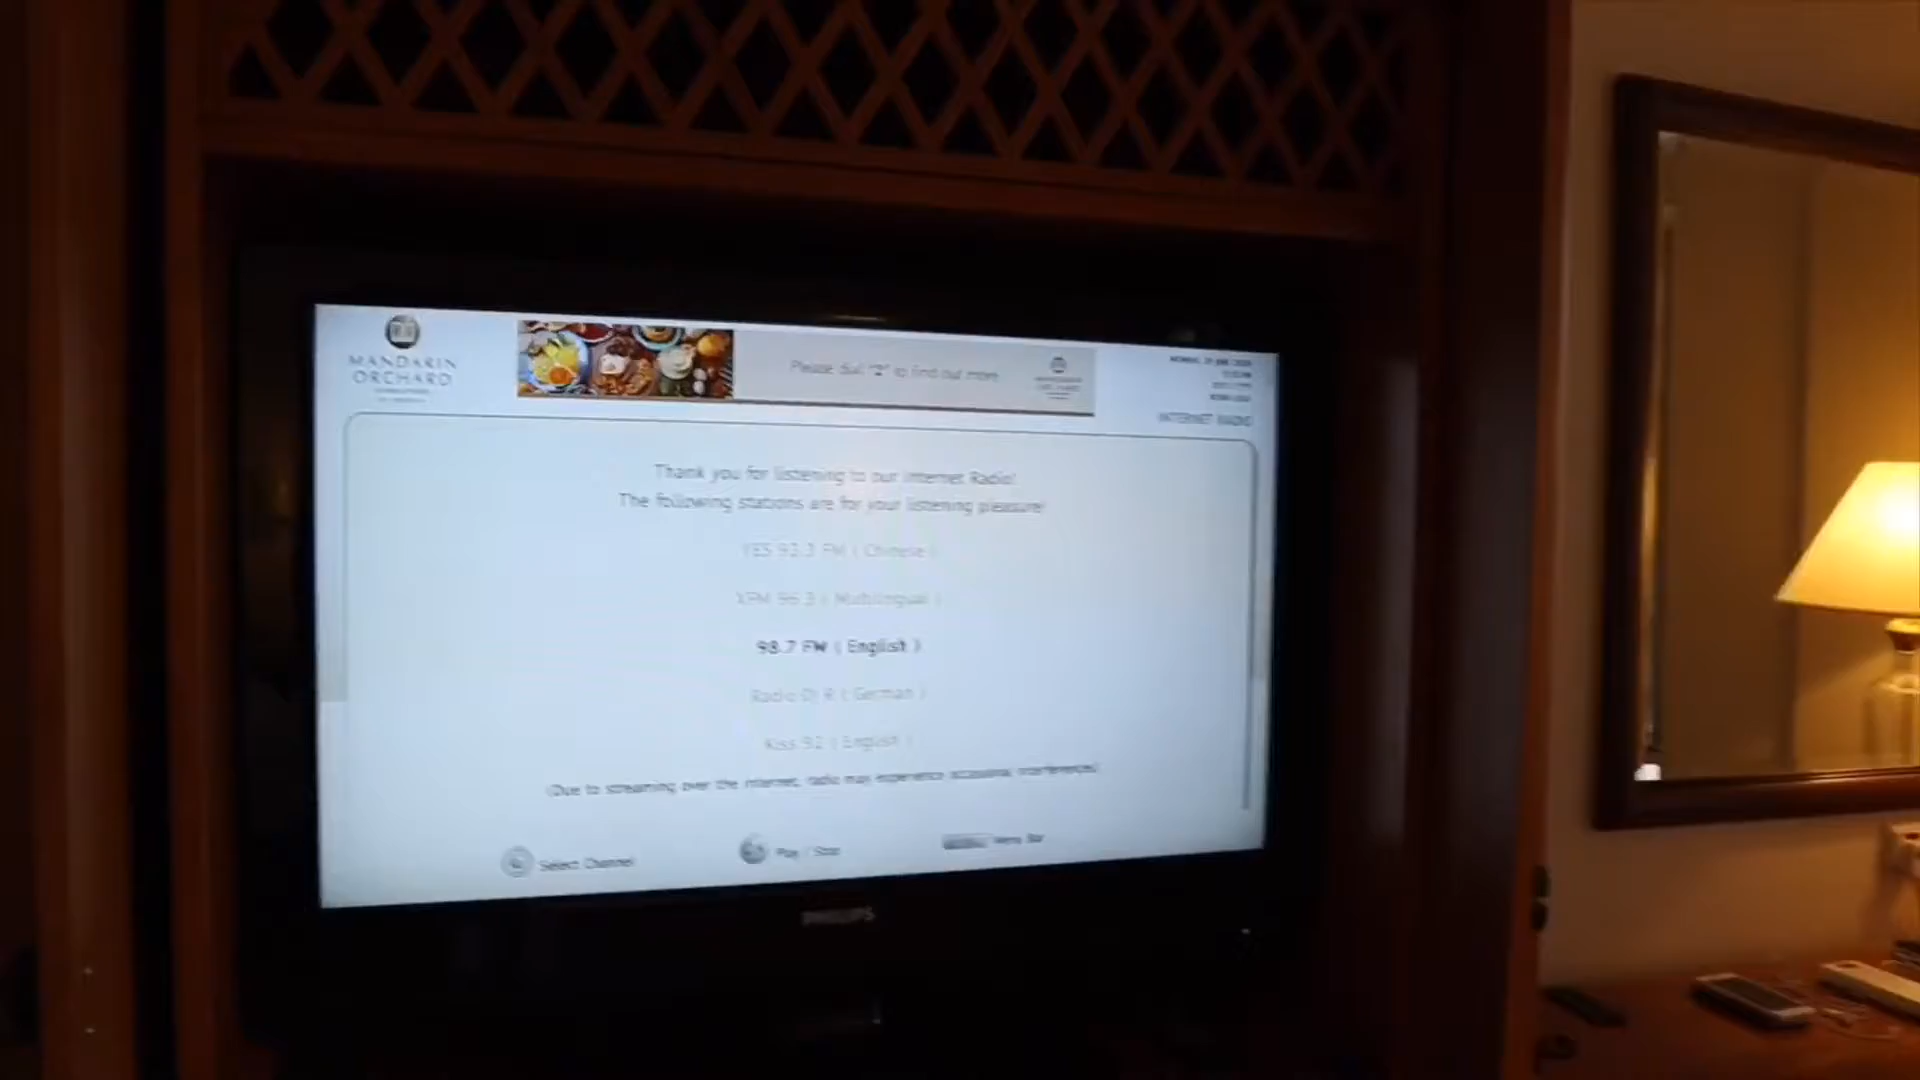 MANDARIN
ORCHARD
Please dial "2" to find out more
INTERNET RADIO
Thank you for listening to our Internet Radio!
The following stations are for your listening pleasure!
YES 93.3 FM ( Chinese )
XFM 96.3 ( Multilingual )
98.7 FM ( English )
Radio DJ R ( German )
Kiss 92 ( English )
(Due to streaming over the internet, radio may experience occasional interferences)
Select Channel
Play / Stop
Menu Bar
PHILIPS